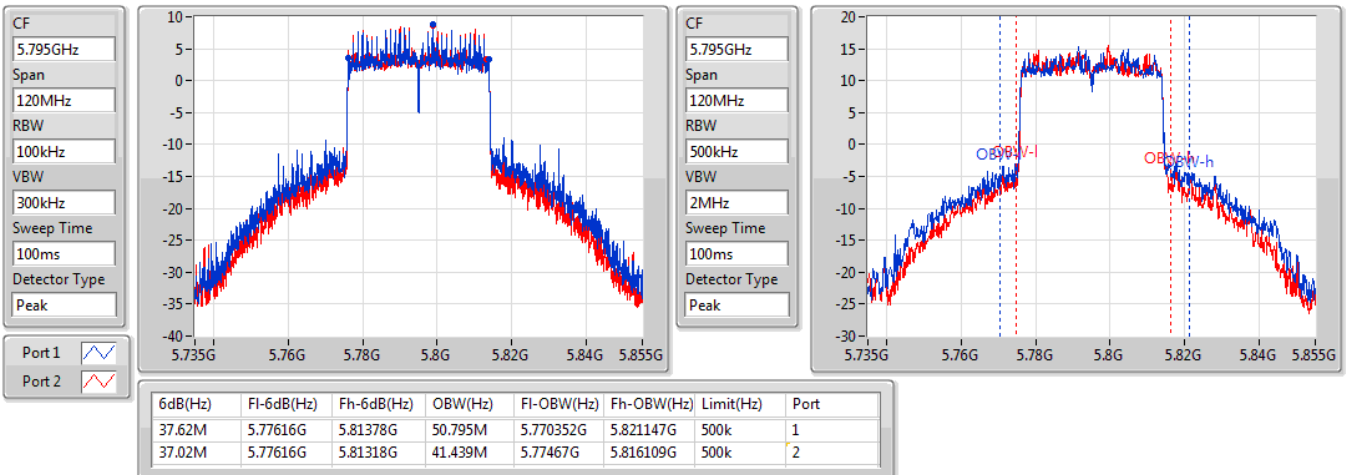 CF
5.795GHz
Span
120MHz
RBW
100kHz
VBW
300kHz
Sweep Time
100ms
Detector Type
Peak
Port 1
Port 2
10
5
0
-5
-10
-15
-20
-25
-30
-35
-40
5.735G 5.76G 5.78G 5.8G 5.82G 5.84G 5.855G
CF
5.795GHz
Span
120MHz
RBW
500kHz
VBW
2MHz
Sweep Time
100ms
Detector Type
Peak
20
15
10
5
0
-5
-10
-15
-20
-25
-30
OBW-l
OBW-h
5.735G 5.76G 5.78G 5.8G 5.82G 5.84G 5.855G
6dB(Hz) Fl-6dB(Hz) Fh-6dB(Hz) OBW(Hz) Fl-OBW(Hz) Fh-OBW(Hz) Limit(Hz) Port
37.62M 5.77616G 5.81378G 50.795M 5.770352G 5.821147G 500k 1
37.02M 5.77616G 5.81318G 41.439M 5.77467G 5.816109G 500k 2